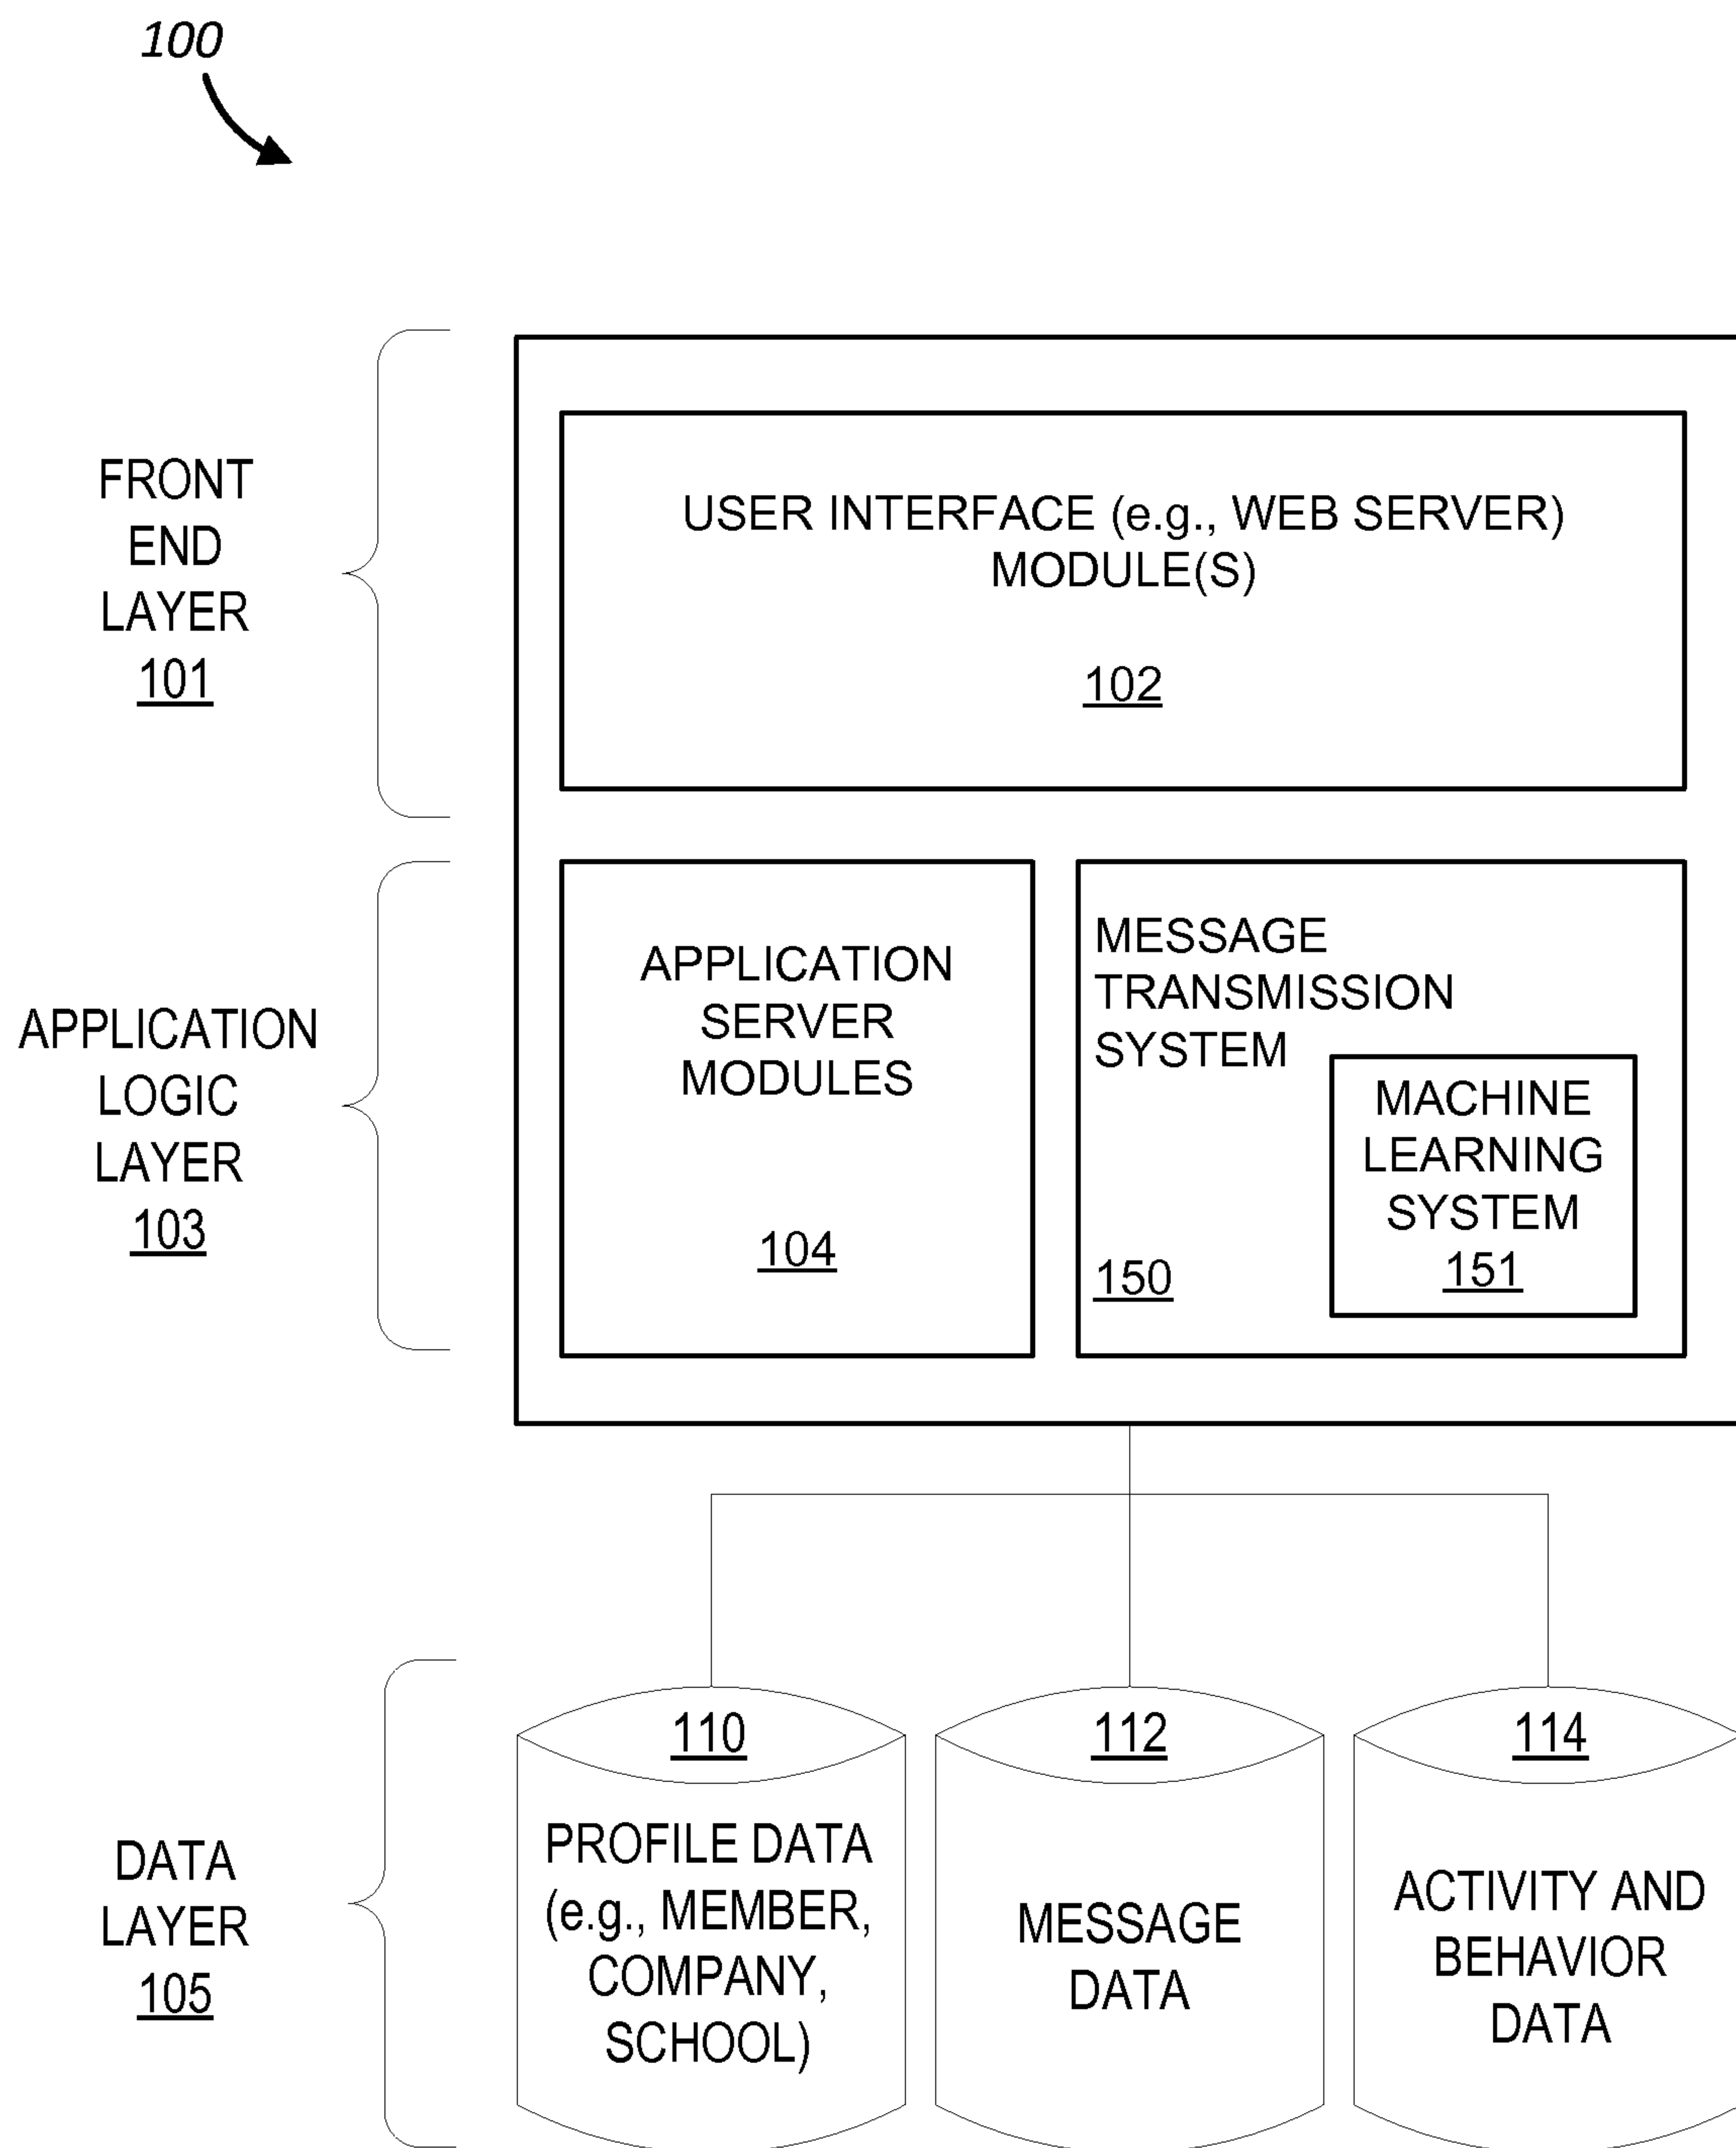 100
FRONT
END
LAYER
101
USER INTERFACE (e.g., WEB SERVER)
MODULE(S)
102
APPLICATION
LOGIC
LAYER
103
APPLICATION
SERVER
MODULES
104
MESSAGE
TRANSMISSION
SYSTEM
150
MACHINE
LEARNING
SYSTEM
151
DATA
LAYER
105
110
PROFILE DATA
(e.g., MEMBER,
COMPANY,
SCHOOL)
112
MESSAGE
DATA
114
ACTIVITY AND
BEHAVIOR
DATA